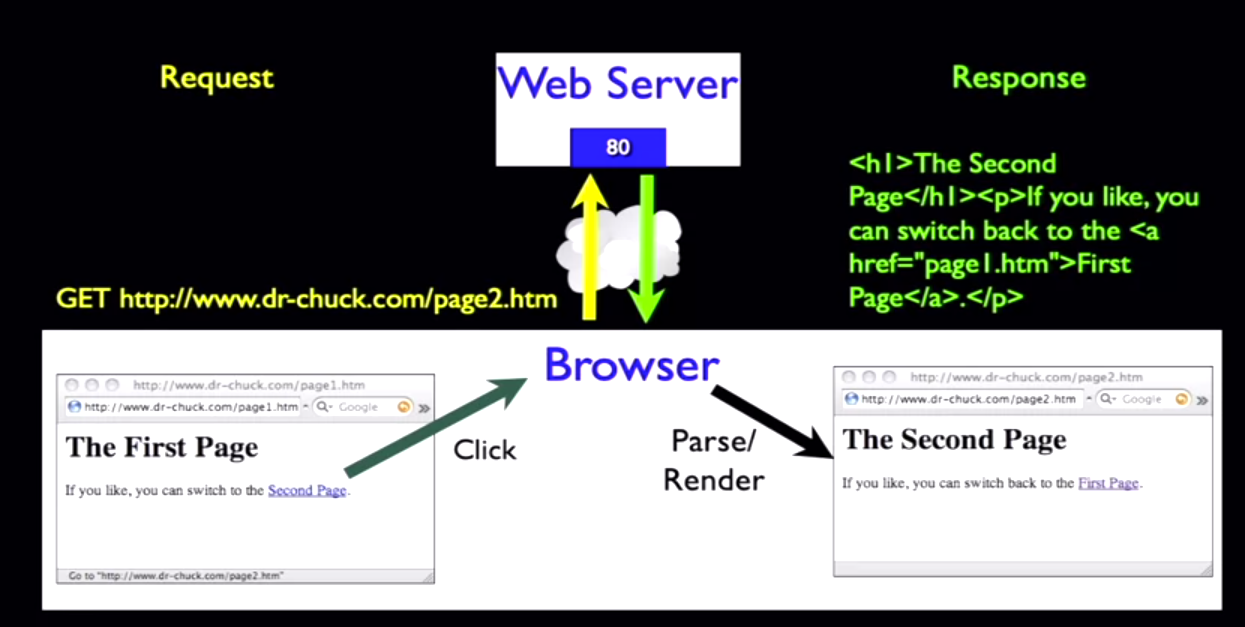 Request
Web Server
80
Response
<h1>The Second
Page</h1><p>If you like, you
can switch back to the <a
href="page1.htm">First
Page</a>.</p>
GET http://www.dr-chuck.com/page2.htm
Browser
http://www.dr-chuck.com/page1.htm
http://www.dr-chuck.com/page1.htm
Google
The First Page
If you like, you can switch to the Second Page.
Go to "http://www.dr-chuck.com/page2.htm"
Click
Parse/
Render
http://www.dr-chuck.com/page2.htm
http://www.dr-chuck.com/page2.htm
Google
The Second Page
If you like, you can switch back to the First Page.